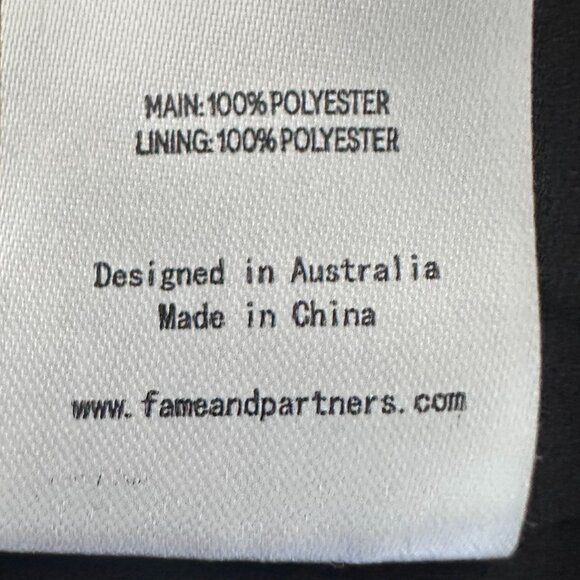 MAIN: 100% POLYESTER
LINING: 100% POLYESTER
Designed in Australia
Made in China
www.fameandpartners.com